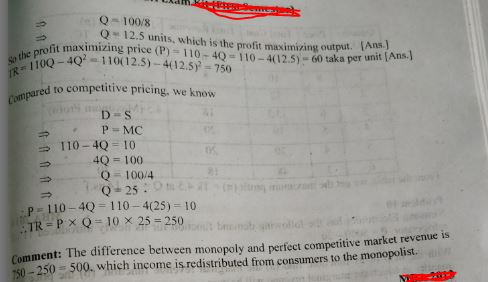 ⇒ Q = 100/8
⇒ Q = 12.5 units, which is the profit maximizing output. [Ans.]
So the profit maximizing price (P) = 110 – 4Q = 110 – 4(12.5) = 60 taka per unit [Ans.]
TR = 110Q – 4Q² = 110(12.5) – 4(12.5)² = 750
Compared to competitive pricing, we know
D = S
⇒ P = MC
⇒ 110 – 4Q = 10
⇒ 4Q = 100
⇒ Q = 100/4
⇒ Q = 25
∴ P = 110 – 4Q = 110 – 4(25) = 10
∴ TR = P × Q = 10 × 25 = 250
Comment: The difference between monopoly and perfect competitive market revenue is
750 – 250 = 500, which income is redistributed from consumers to the monopolist.